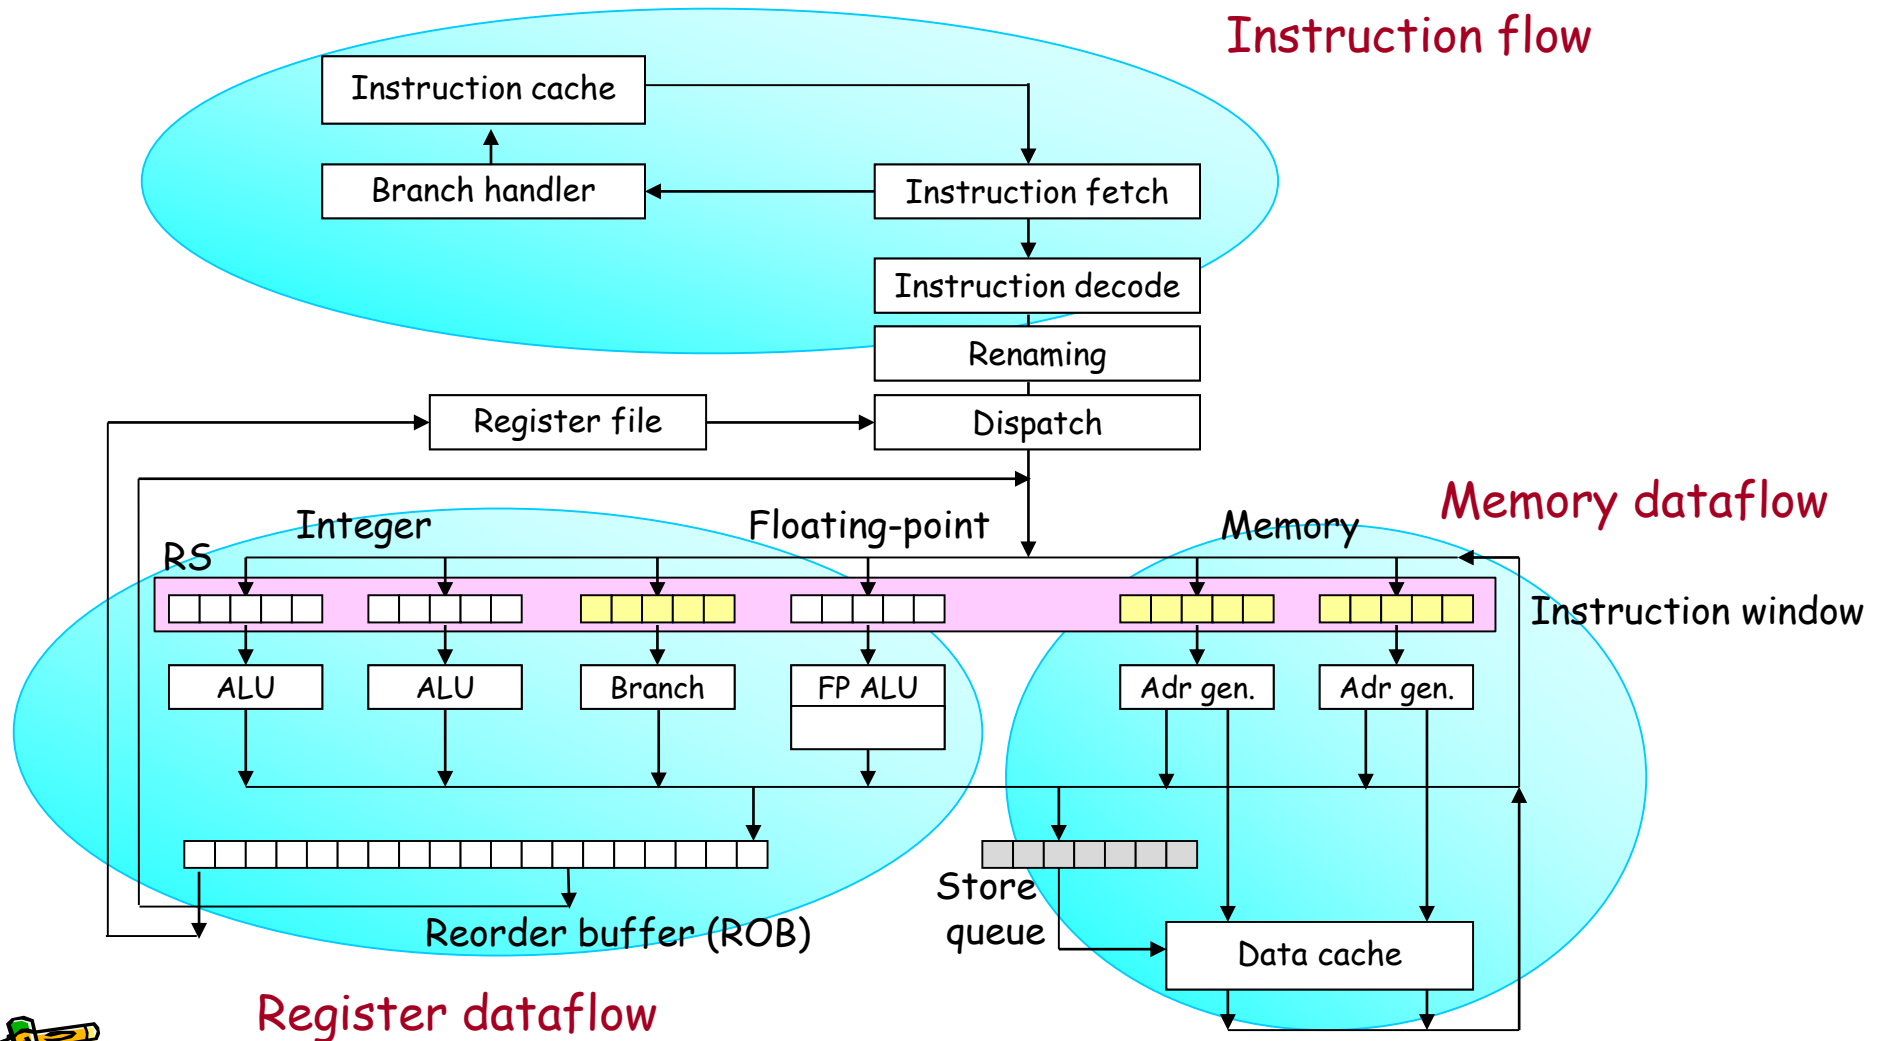 Instruction flow
Instruction cache
Branch handler
Instruction fetch
Instruction decode
Renaming
Register file
Dispatch
Memory dataflow
Integer
Floating-point
Memory
RS
Instruction window
ALU
ALU
Branch
FP ALU
Adr gen.
Adr gen.
Store
queue
Reorder buffer (ROB)
Data cache
Register dataflow